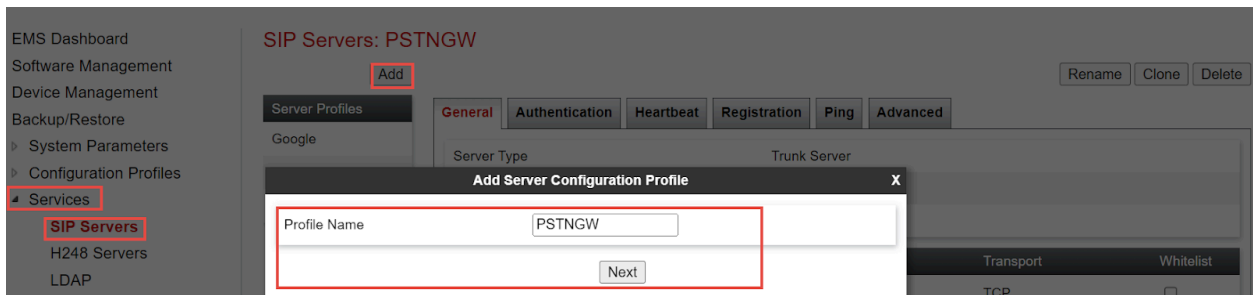 EMS Dashboard
Software Management
Device Management
Backup/Restore
System Parameters
Configuration Profiles
Services
SIP Servers
H248 Servers
LDAP
SIP Servers: PSTNGW
Add
Rename Clone Delete
Server Profiles
Google
General Authentication Heartbeat Registration Ping Advanced
Server Type Trunk Server
Add Server Configuration Profile X
Profile Name PSTNGW
Next
Transport Whitelist
TCP